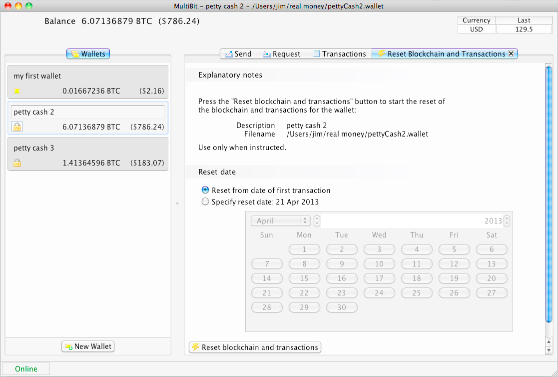 MultiBit - petty cash 2 - /Users/jim/real money/pettyCash2.wallet
Balance 6.07136879 BTC ($786.24)
Currency Last
USD 129.5
Wallets
Send Request Transactions Reset Blockchain and Transactions ✕
my first wallet
0.01667236 BTC ($2.16)
petty cash 2
6.07136879 BTC ($786.24)
petty cash 3
1.41364596 BTC ($183.07)
New Wallet
Explanatory notes
Press the 'Reset blockchain and transactions' button to start the reset of
the blockchain and transactions for the wallet:
Description petty cash 2
Filename /Users/jim/real money/pettyCash2.wallet
Use only when instructed.
Reset date
Reset from date of first transaction
Specify reset date: 21 Apr 2013
April 2013
Sun Mon Tue Wed Thu Fri Sat
1 2 3 4 5 6
7 8 9 10 11 12 13
14 15 16 17 18 19 20
21 22 23 24 25 26 27
28 29 30
Reset blockchain and transactions
Online